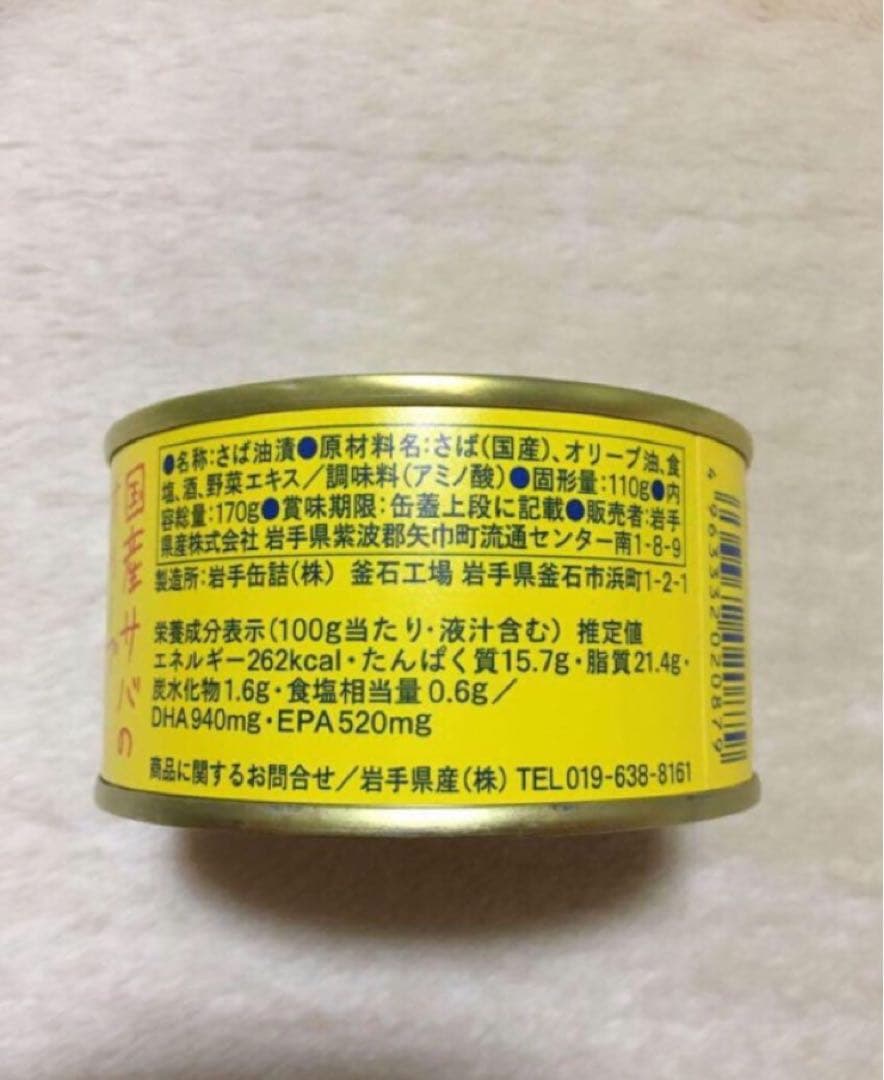 ●名称:さば油漬●原材料名:さば(国産)、オリーブ油、食
塩、酒、野菜エキス/調味料(アミノ酸)●固形量:110g●内
容総量:170g●賞味期限:缶蓋上段に記載●販売者:岩手
県産株式会社 岩手県紫波郡矢巾町流通センター南1-8-9
製造所:岩手缶詰(株) 釜石工場 岩手県釜石市浜町1-2-1
栄養成分表示(100g当たり・液汁含む) 推定値
エネルギー262kcal・たんぱく質15.7g・脂質21.4g・
炭水化物1.6g・食塩相当量0.6g/
DHA940mg・EPA520mg
商品に関するお問合せ/岩手県産(株) TEL019-638-8161
国産サバの
4963332020879